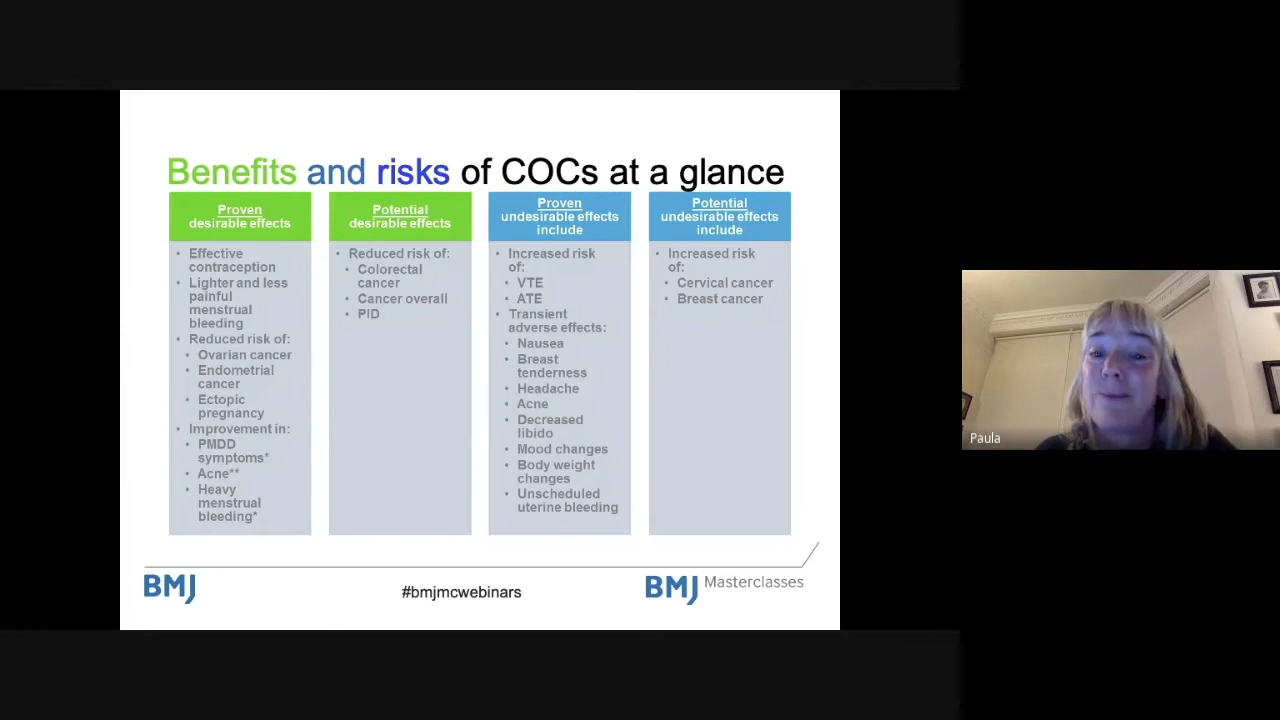 Benefits and risks of COCs at a glance
Proven
desirable effects
• Effective
contraception
• Lighter and less
painful
menstrual
bleeding
• Reduced risk of:
• Ovarian cancer
• Endometrial
cancer
• Ectopic
pregnancy
• Improvement in:
• PMDD
symptoms*
• Acne**
• Heavy
menstrual
bleeding*
Potential
desirable effects
• Reduced risk of:
• Colorectal
cancer
• Cancer overall
• PID
Proven
undesirable effects
include
• Increased risk
of:
• VTE
• ATE
• Transient
adverse effects:
• Nausea
• Breast
tenderness
• Headache
• Acne
• Decreased
libido
• Mood changes
• Body weight
changes
• Unscheduled
uterine bleeding
Potential
undesirable effects
include
• Increased risk
of:
• Cervical cancer
• Breast cancer
BMJ
#bmjmcwebinars
BMJ Masterclasses
Paula